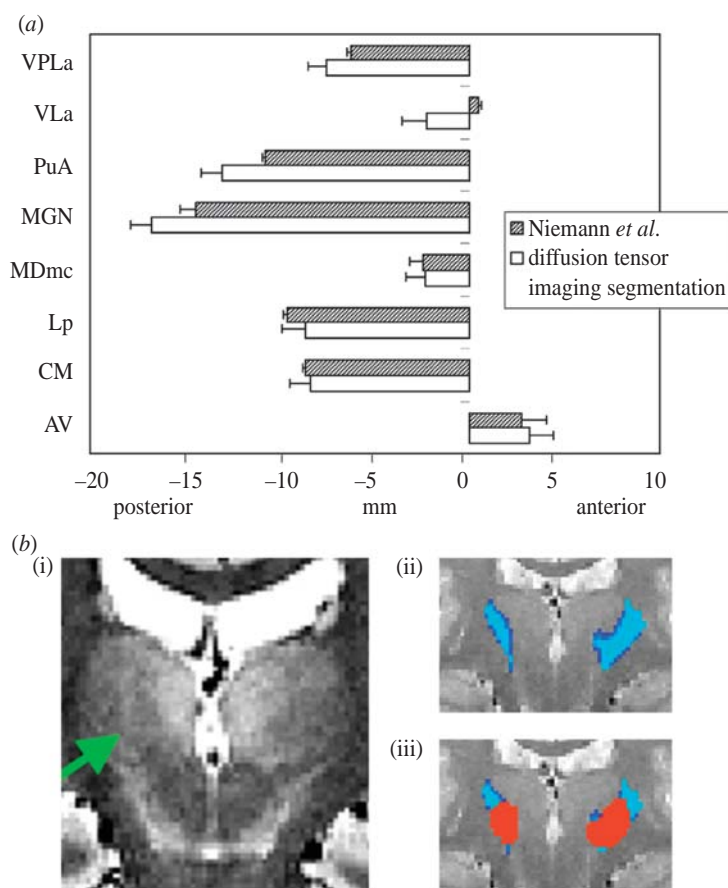 (a)
VPLa
VLa
PuA
MGN
MDmc
Lp
CM
AV
Niemann et al.
diffusion tensor
imaging segmentation
–20 –15 –10 –5 0 5 10
posterior mm anterior
(b)
(i)
(ii)
(iii)